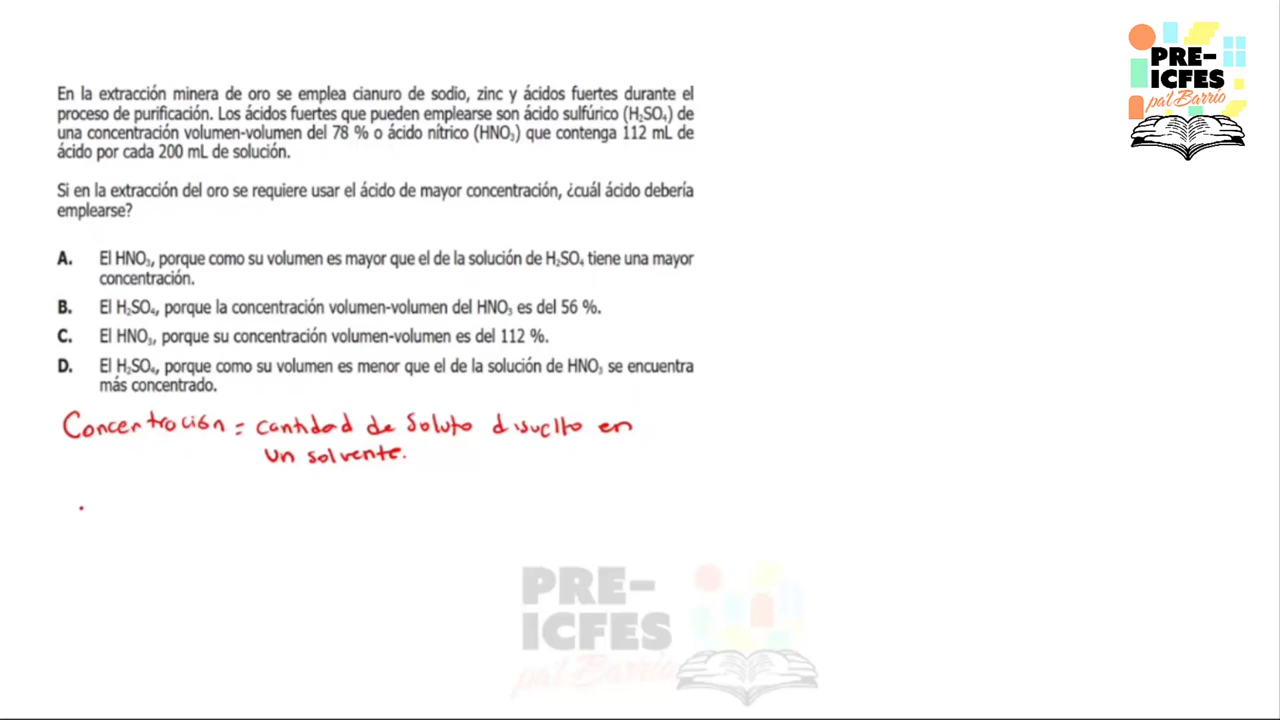 PRE-
ICFES
pa'l Barrio
En la extracción minera de oro se emplea cianuro de sodio, zinc y ácidos fuertes durante el
proceso de purificación. Los ácidos fuertes que pueden emplearse son ácido sulfúrico (H₂SO₄) de
una concentración volumen-volumen del 78 % o ácido nítrico (HNO₃) que contenga 112 mL de
ácido por cada 200 mL de solución.
Si en la extracción del oro se requiere usar el ácido de mayor concentración, ¿cuál ácido debería
emplearse?
A. El HNO₃, porque como su volumen es mayor que el de la solución de H₂SO₄ tiene una mayor
concentración.
B. El H₂SO₄, porque la concentración volumen-volumen del HNO₃ es del 56 %.
C. El HNO₃, porque su concentración volumen-volumen es del 112 %.
D. El H₂SO₄, porque como su volumen es menor que el de la solución de HNO₃ se encuentra
más concentrado.
Concentración = cantidad de soluto disuelto en
un solvente.
PRE-
ICFES
pa'l Barrio